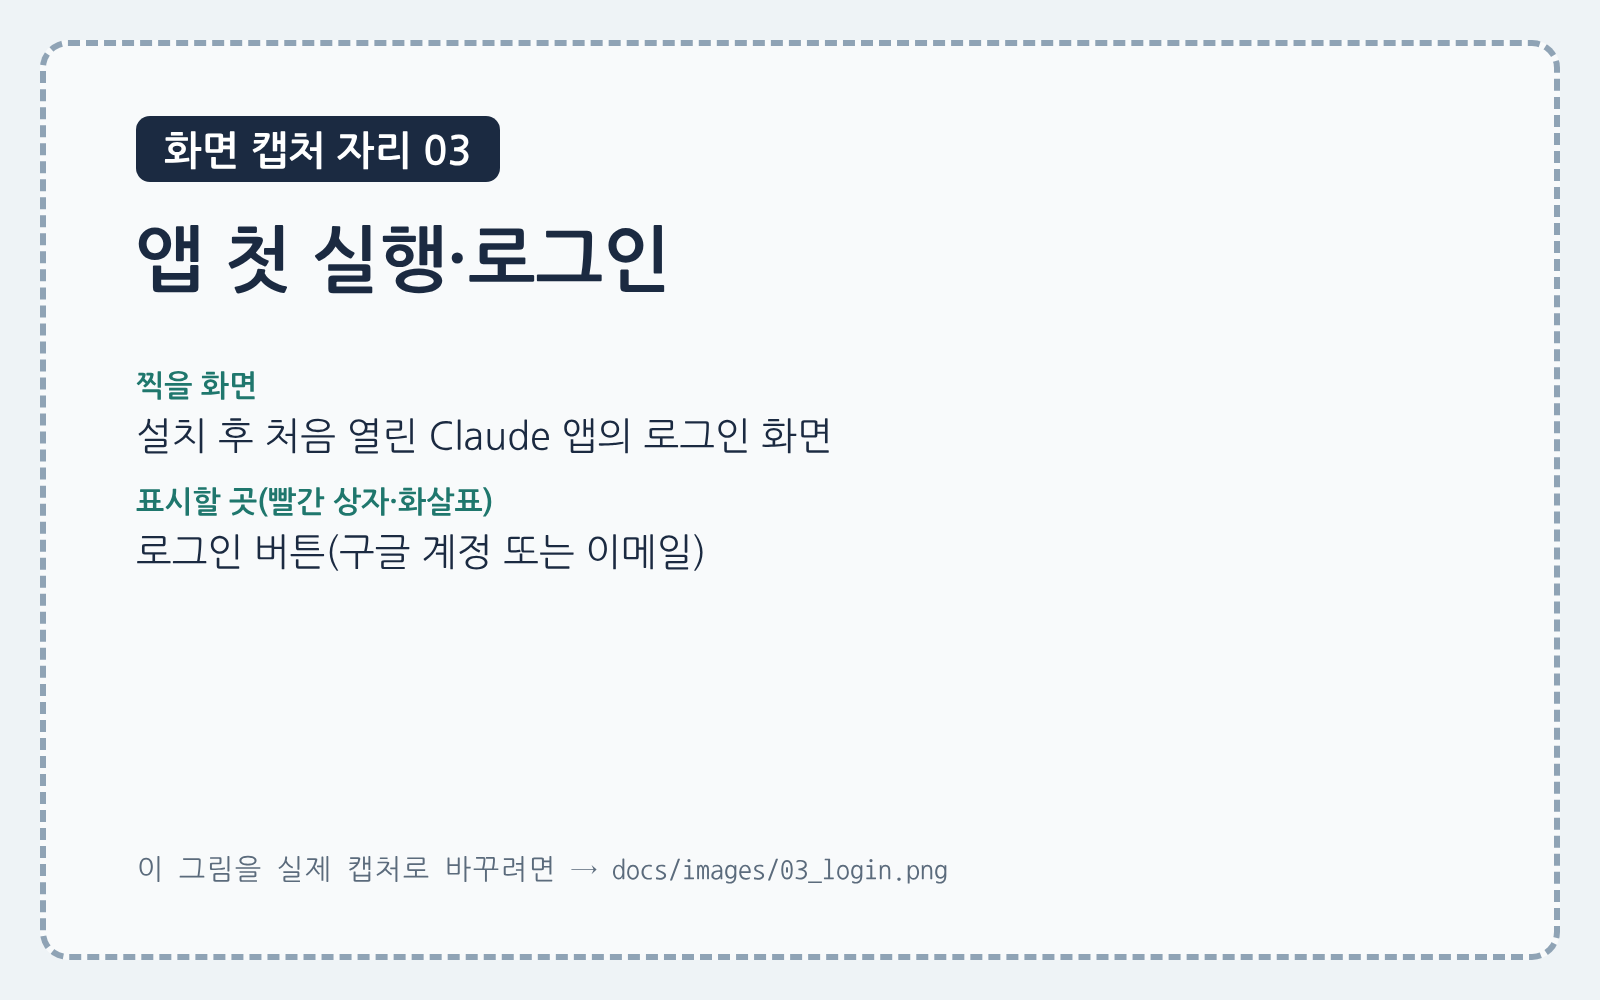 화면 캡처 자리 03
앱 첫 실행·로그인
찍을 화면
설치 후 처음 열린 Claude 앱의 로그인 화면
표시할 곳(빨간 상자·화살표)
로그인 버튼(구글 계정 또는 이메일)
이 그림을 실제 캡처로 바꾸려면 → docs/images/03_login.png